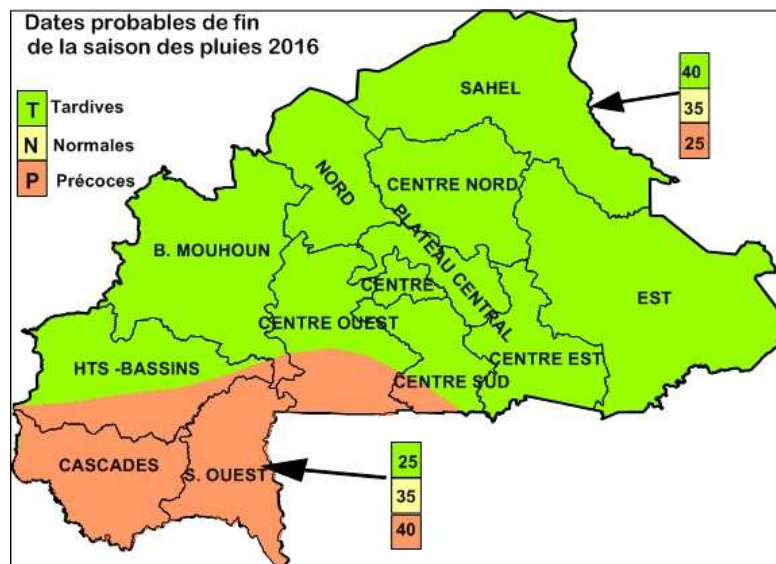 Dates probables de fin
de la saison des pluies 2016
T Tardives
N Normales
P Précoces
40
35
25
SAHEL
NORD
CENTRE NORD
B. MOUHOUN
PLATEAU CENTRAL
CENTRE
EST
CENTRE OUEST
HTS -BASSINS
CENTRE EST
CENTRE SUD
CASCADES
S. OUEST
25
35
40